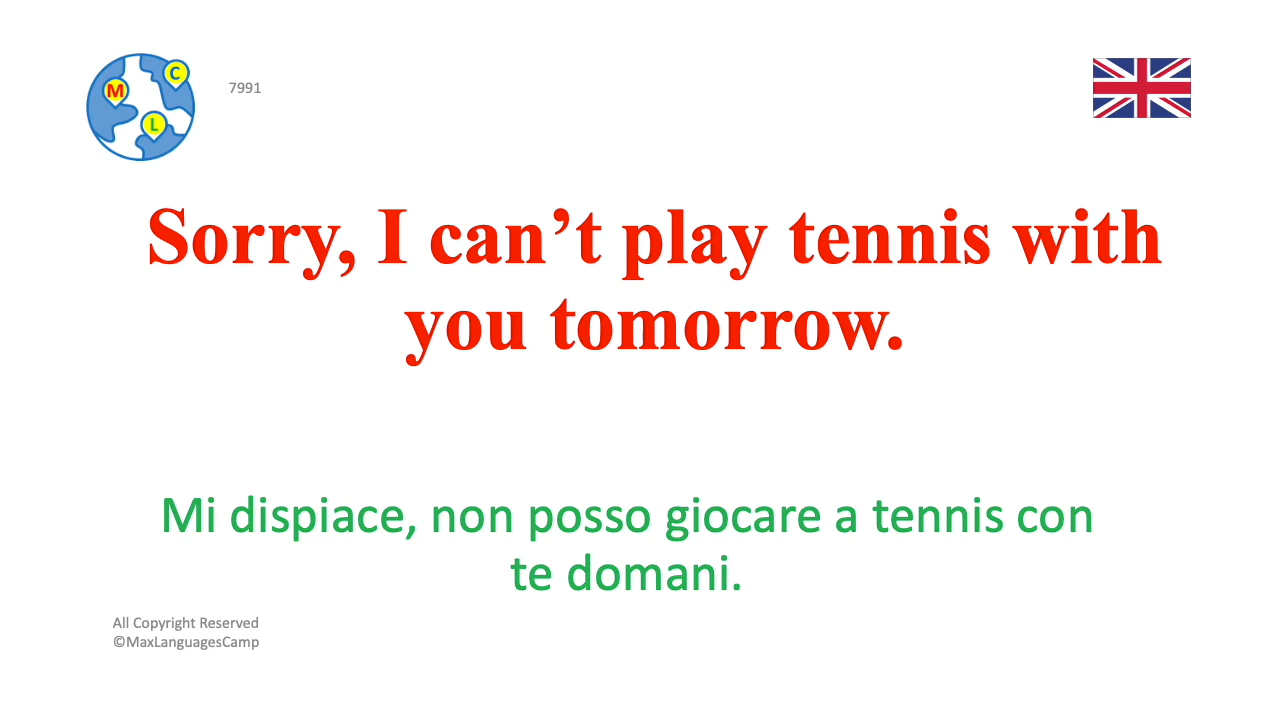 M
C
L
7991
Sorry, I can’t play tennis with
you tomorrow.
Mi dispiace, non posso giocare a tennis con
te domani.
All Copyright Reserved
©MaxLanguagesCamp